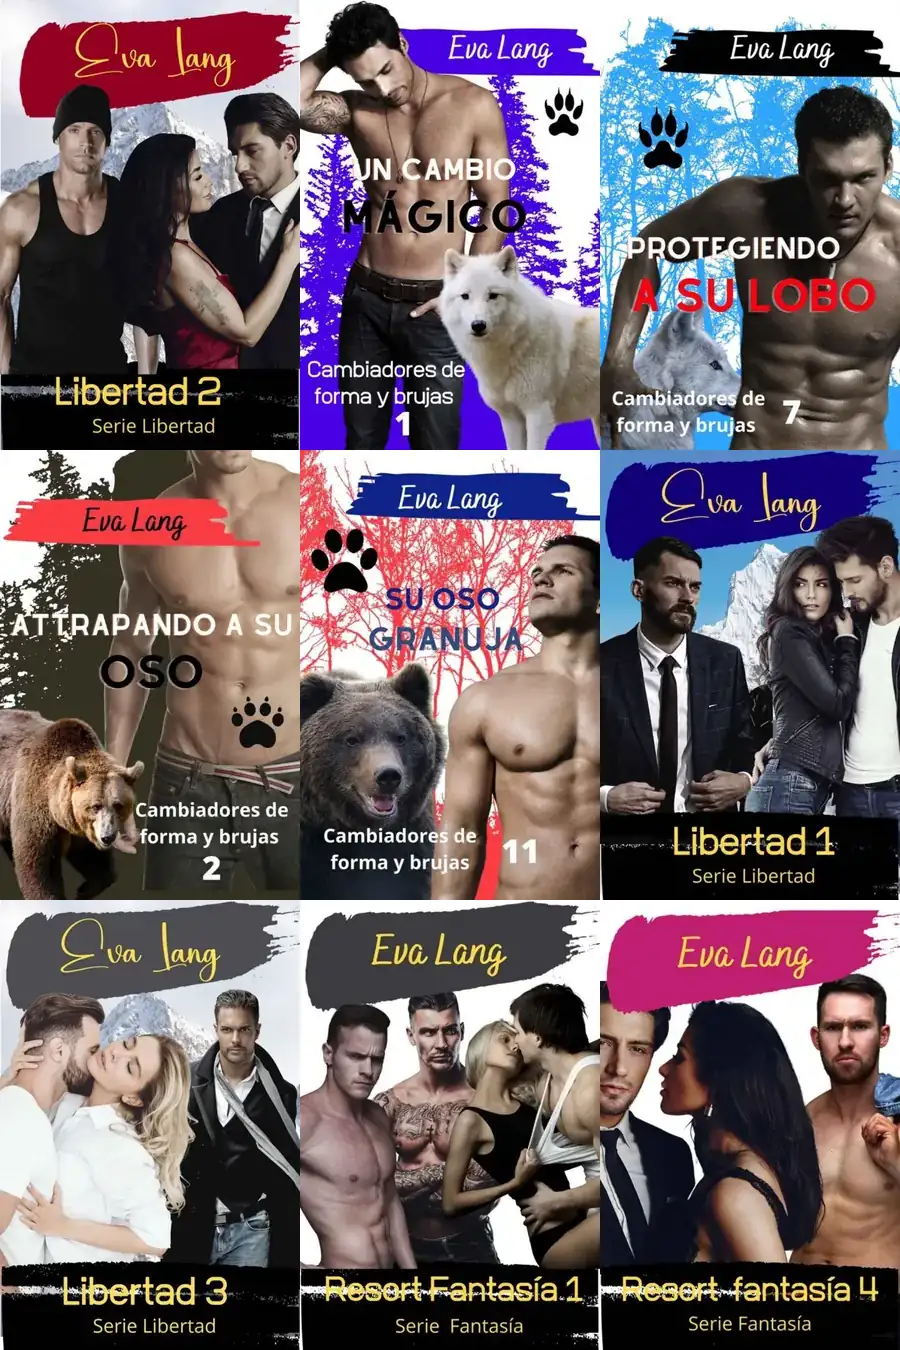 Eva Lang
Libertad 2
Serie Libertad
Eva Lang
UN CAMBIO
MÁGICO
Cambiadores de
forma y brujas
1
Eva Lang
PROTEGIENDO
A SU LOBO
Cambiadores de
forma y brujas
7
Eva Lang
ATTRAPANDO A SU
OSO
Cambiadores de
forma y brujas
2
Eva Lang
SU OSO
GRANUJA
Cambiadores de
forma y brujas
11
Eva Lang
Libertad 1
Serie Libertad
Eva Lang
Libertad 3
Serie Libertad
Eva Lang
Resort Fantasía 1
Serie Fantasía
Eva Lang
Resort fantasía 4
Serie Fantasía